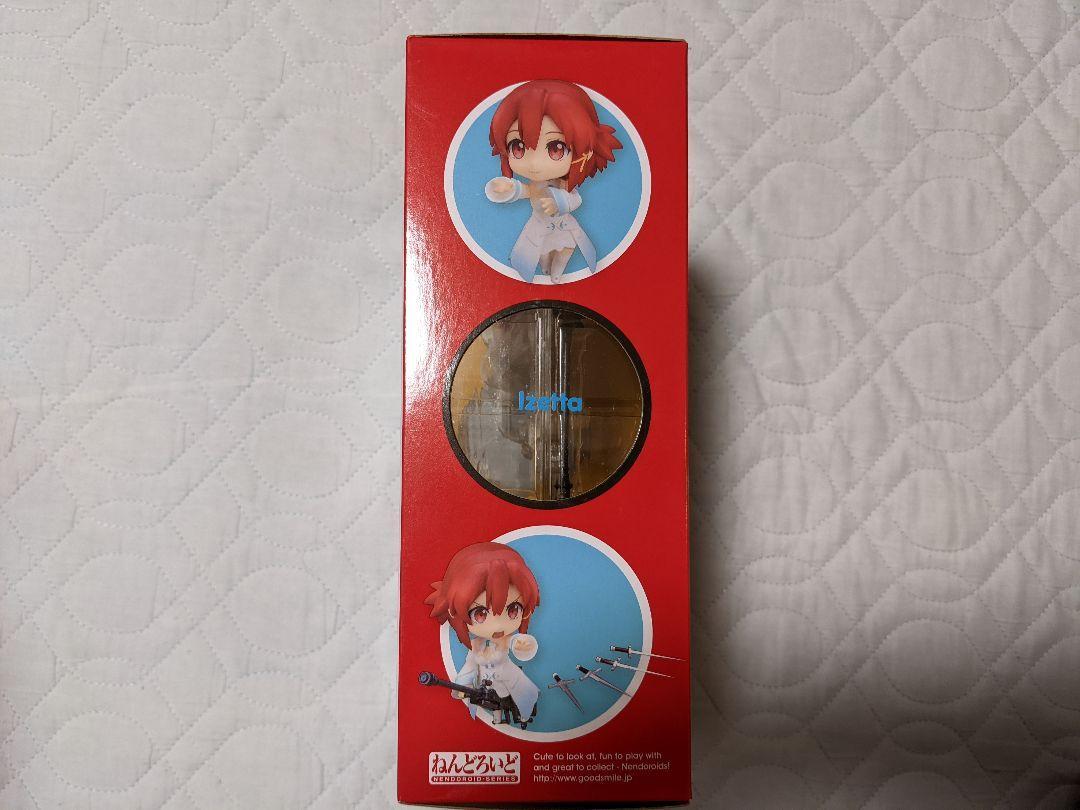 Izetta
ねんどろいど
NENDOROID·SERIES
Cute to look at, fun to play with
and great to collect - Nendoroids!
http://www.goodsmile.jp